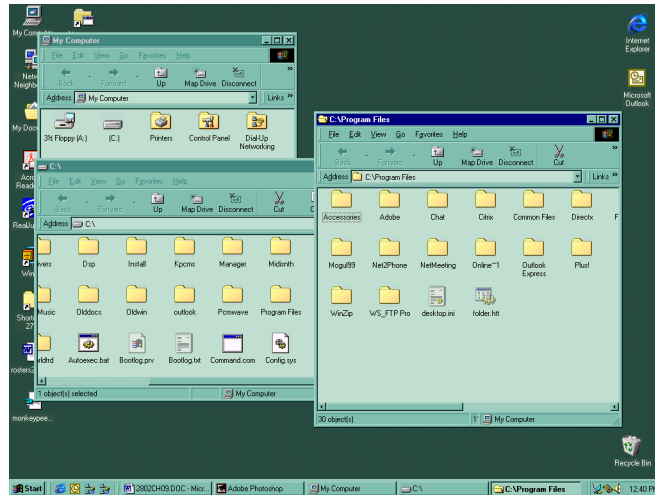 My Computer
File Edit View Go Favorites Help
Back Forward Up Map Drive Disconnect
Address My Computer Links
3½ Floppy (A:) (C:) Printers Control Panel Dial-Up Networking
C:\
File Edit View Go Favorites Help
Back Forward Up Map Drive Disconnect Cut
Address C:\
ivers Dsp Install Kpcms Manager Midisnth
Music Olddocs Oldwin outlook Pcmwave Program Files
Autoexec.bat Bootlog.prv Bootlog.txt Command.com Config.sys
1 object(s) selected My Computer
C:\Program Files
File Edit View Go Favorites Help
Back Forward Up Map Drive Disconnect Cut
Address C:\Program Files Links
Accessories Adobe Chat Citrix Common Files Directx F
Mogul99 Net2Phone NetMeeting Online~1 Outlook Express Plus!
WinZip WS_FTP Pro desktop.ini folder.htt
30 object(s) My Computer
Internet
Explorer
Microsoft
Outlook
Recycle Bin
monkeypee...
Start 2802CH09.DOC - Micr... Adobe Photoshop My Computer C:\ C:\Program Files 12:40 P